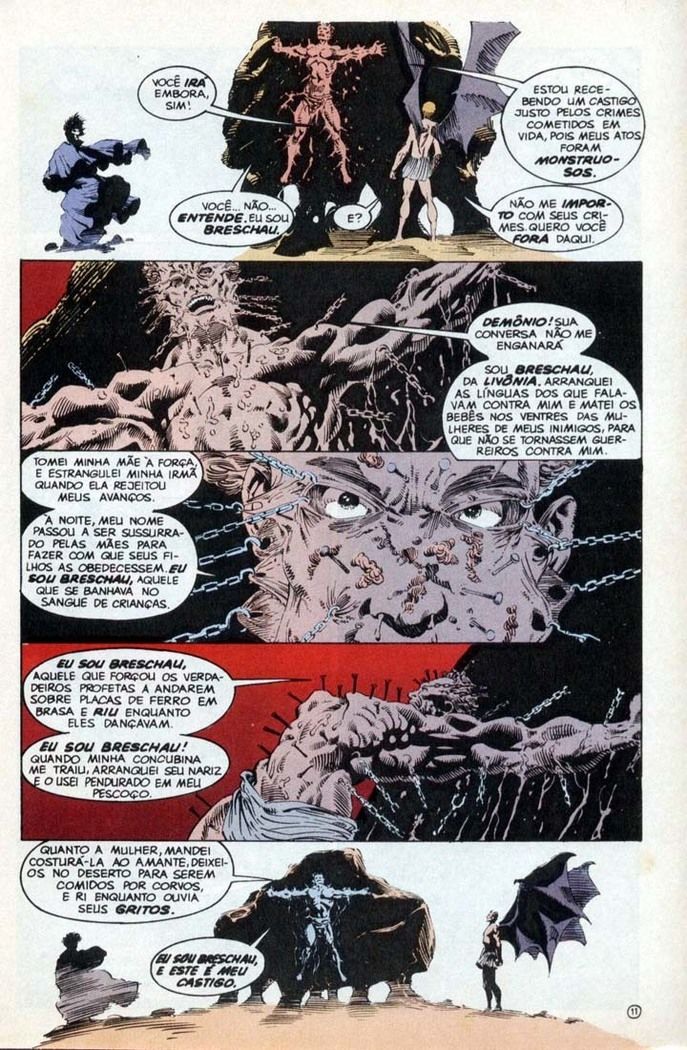 VOCÊ IRÁ
EMBORA,
SIM!
ESTOU RECE-
BENDO UM CASTIGO
JUSTO PELOS CRIMES
COMETIDOS EM
VIDA, POIS MEUS ATOS
FORAM
MONSTRUO-
SOS.
VOCÊ... NÃO...
ENTENDE. EU SOU
BRESCHAU.
E?
NÃO ME IMPOR-
TO COM SEUS CRI-
MES. QUERO VOCÊ
FORA DAQUI.
DEMÔNIO! SUA
CONVERSA NÃO ME
ENGANARÁ
SOU BRESCHAU,
DA LIVÔNIA. ARRANQUEI
AS LÍNGUAS DOS QUE FALA-
VAM CONTRA MIM E MATEI OS
BEBÊS NOS VENTRES DAS MU-
LHERES DE MEUS INIMIGOS, PARA
QUE NÃO SE TORNASSEM GUER-
REIROS CONTRA MIM.
TOMEI MINHA MÃE À FORÇA,
E ESTRANGULEI MINHA IRMÃ
QUANDO ELA REJEITOU
MEUS AVANÇOS.
À NOITE, MEU NOME
PASSOU A SER SUSSURRA-
DO PELAS MÃES PARA
FAZER COM QUE SEUS FI-
LHOS AS OBEDECESSEM. EU
SOU BRESCHAU, AQUELE
QUE SE BANHAVA NO
SANGUE DE CRIANÇAS.
EU SOU BRESCHAU,
AQUELE QUE FORÇOU OS VERDA-
DEIROS PROFETAS A ANDAREM
SOBRE PLACAS DE FERRO EM
BRASA E RIU ENQUANTO
ELES DANÇAVAM.
EU SOU BRESCHAU!
QUANDO MINHA CONCUBINA
ME TRAIU, ARRANQUEI SEU NARIZ
E O USEI PENDURADO EM MEU
PESCOÇO.
QUANTO À MULHER, MANDEI
COSTURÁ-LA AO AMANTE, DEIXEI-
OS NO DESERTO PARA SEREM
COMIDOS POR CORVOS,
E RI ENQUANTO OUVIA
SEUS GRITOS.
EU SOU BRESCHAU,
E ESTE É MEU
CASTIGO.
11